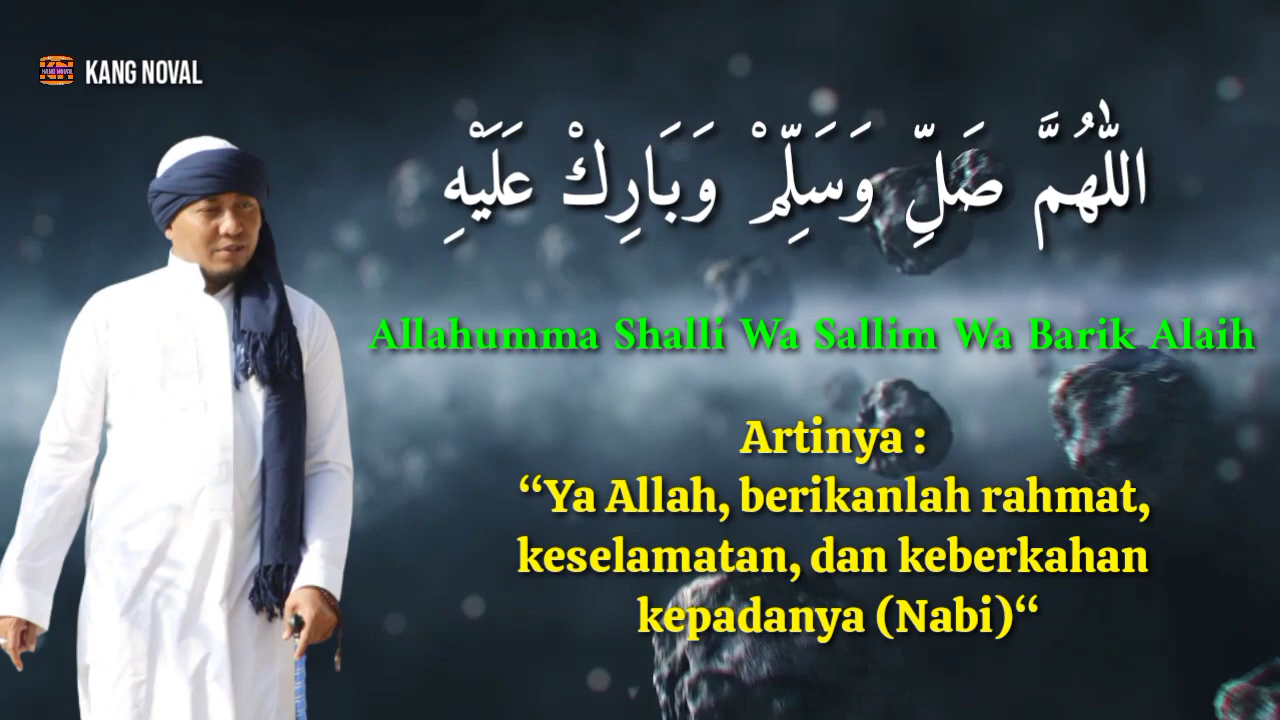 KANG NOVAL
اللّٰهُمَّ صَلِّ وَسَلِّمْ وَبَارِكْ عَلَيْهِ
Allahumma Shalli Wa Sallim Wa Barik Alaih
Artinya :
“Ya Allah, berikanlah rahmat,
keselamatan, dan keberkahan
kepadanya (Nabi)“